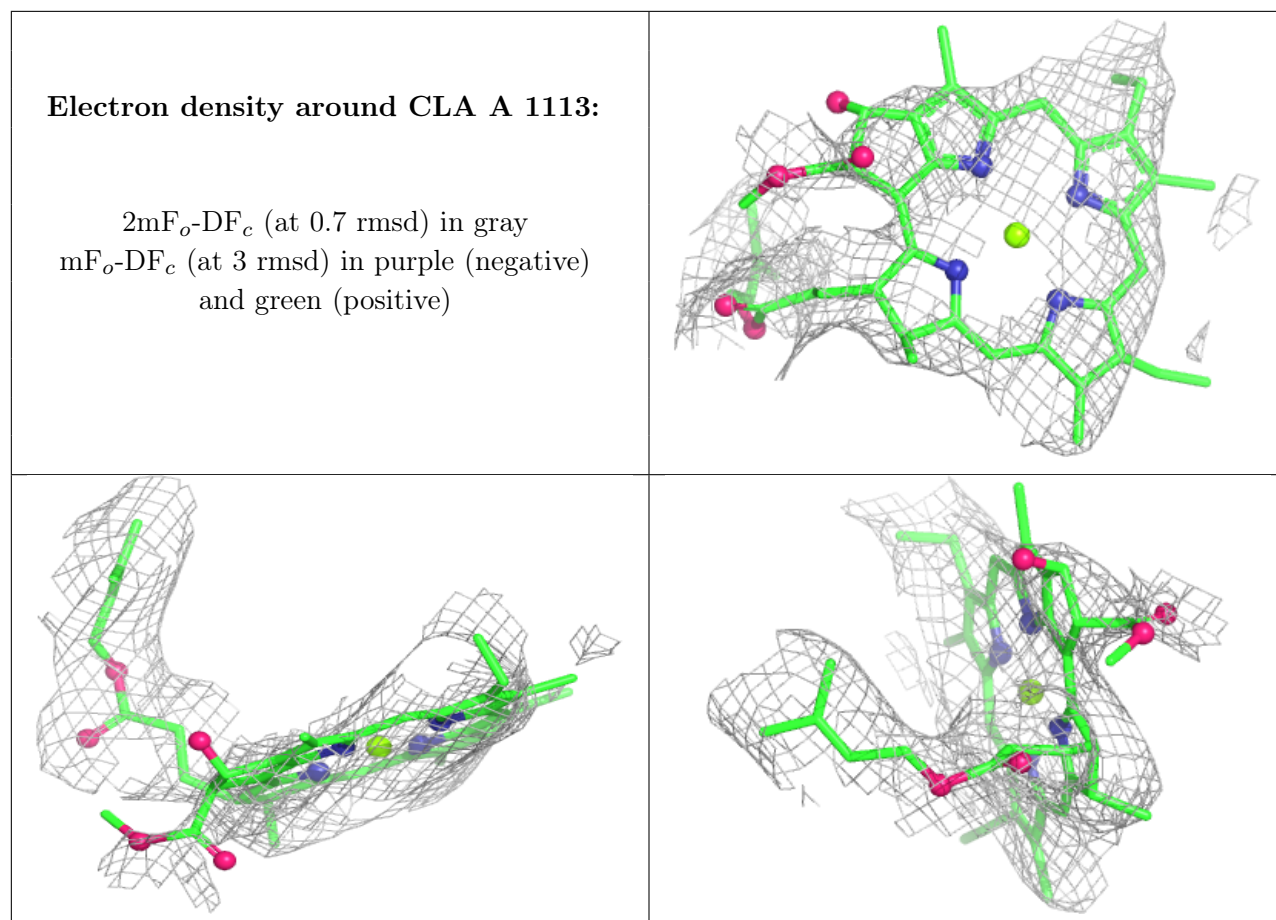 Electron density around CLA A 1113:
2mFo-DFc (at 0.7 rmsd) in gray
mFo-DFc (at 3 rmsd) in purple (negative)
and green (positive)